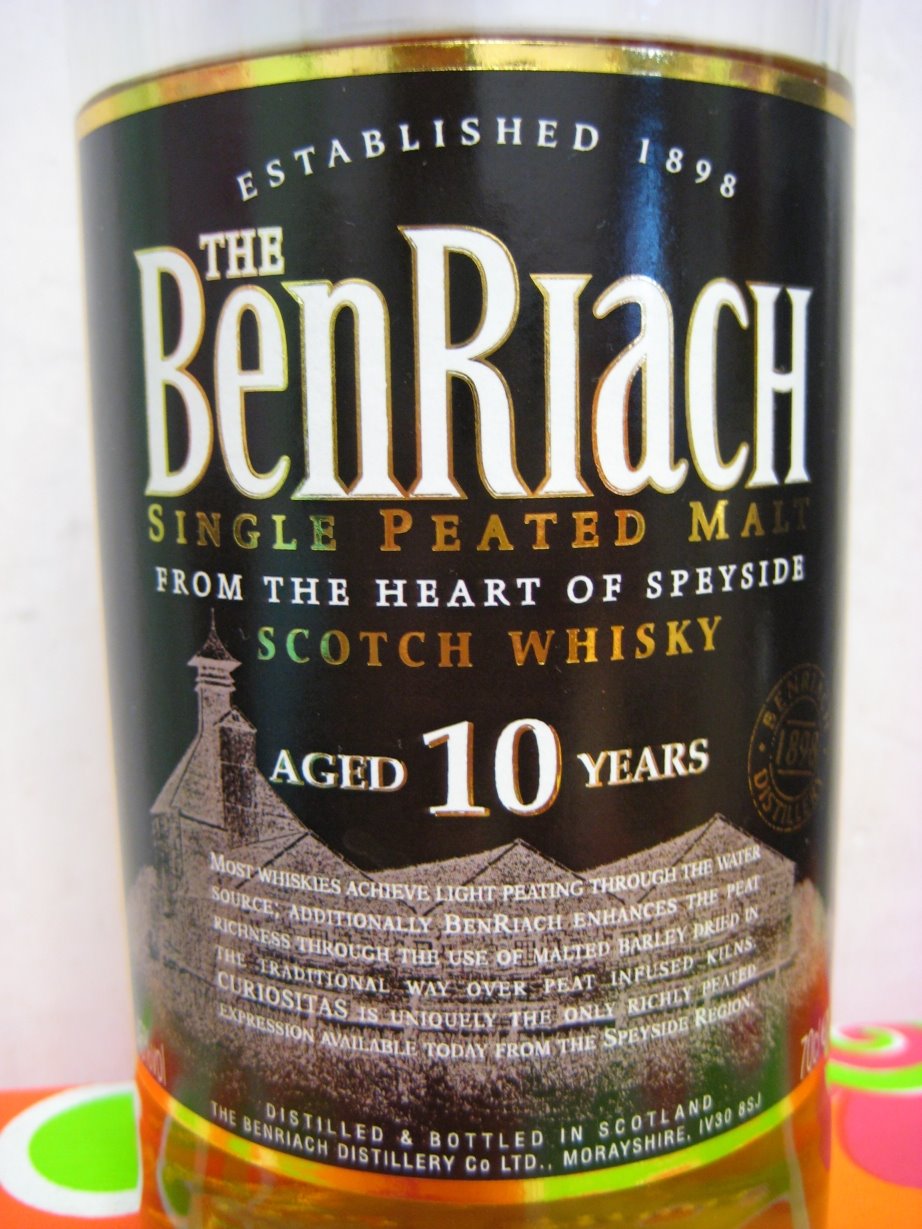 ESTABLISHED 1898
THE
BENRIACH
SINGLE PEATED MALT
FROM THE HEART OF SPEYSIDE
SCOTCH WHISKY
AGED 10 YEARS
BENRIACH
1898
DISTILLERY
MOST WHISKIES ACHIEVE LIGHT PEATING THROUGH THE WATER
SOURCE; ADDITIONALLY BENRIACH ENHANCES THE PEAT
RICHNESS THROUGH THE USE OF MALTED BARLEY DRIED IN
THE TRADITIONAL WAY OVER PEAT INFUSED KILNS.
CURIOSITAS IS UNIQUELY THE ONLY RICHLY PEATED
EXPRESSION AVAILABLE TODAY FROM THE SPEYSIDE REGION.
DISTILLED & BOTTLED IN SCOTLAND
THE BENRIACH DISTILLERY Co LTD., MORAYSHIRE, IV30 8SJ